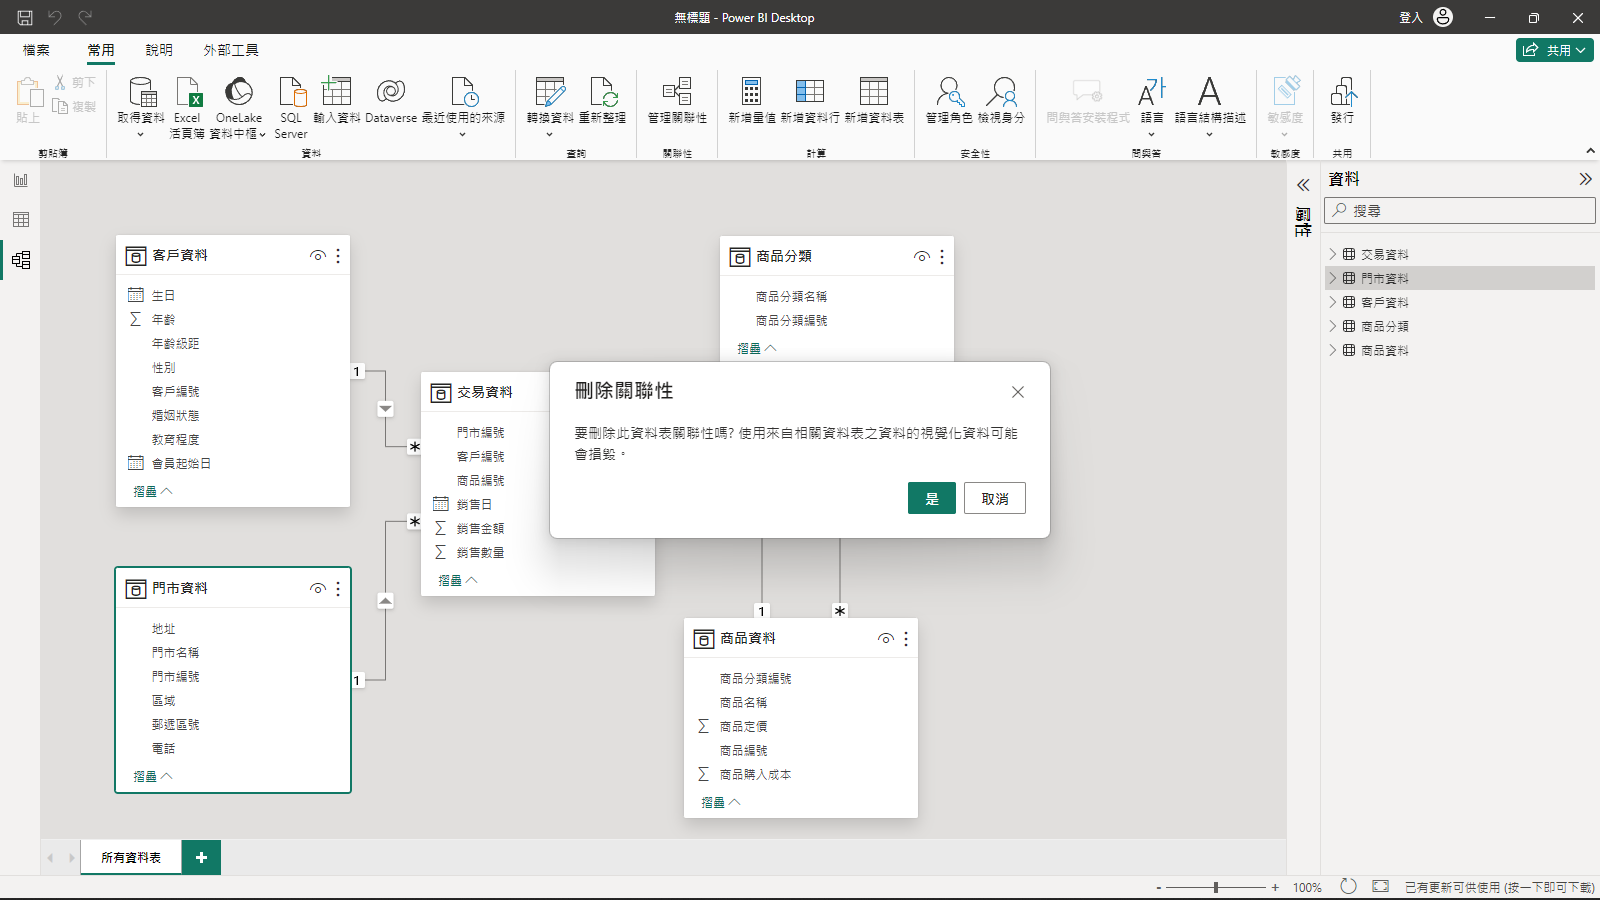 無標題 - Power BI Desktop
登入
檔案
常用
說明
外部工具
共用
貼上
剪下
複製
剪貼簿
取得資料
Excel
活頁簿
OneLake
資料中樞
SQL
Server
輸入資料
Dataverse
最近使用的來源
資料
轉換資料
重新整理
查詢
管理關聯性
關聯性
新增量值
新增資料行
新增資料表
計算
管理角色
檢視身分
安全性
問與答安裝程式
語言
語言結構描述
問與答
敏感度
敏感度
發行
共用
客戶資料
生日
年齡
年齡級距
性別
客戶編號
婚姻狀態
教育程度
會員起始日
摺疊
門市資料
地址
門市名稱
門市編號
區域
郵遞區號
電話
摺疊
1
*
*
1
交易資料
門市編號
客戶編號
商品編號
銷售日
銷售金額
銷售數量
摺疊
商品分類
商品分類名稱
商品分類編號
摺疊
刪除關聯性
要刪除此資料表關聯性嗎? 使用來自相關資料表之資料的視覺化資料可能
會損毀。
是
取消
1
*
商品資料
商品分類編號
商品名稱
商品定價
商品編號
商品購入成本
摺疊
資料
搜尋
交易資料
門市資料
客戶資料
商品分類
商品資料
所有資料表
- + 100%
已有更新可供使用 (按一下即可下載)